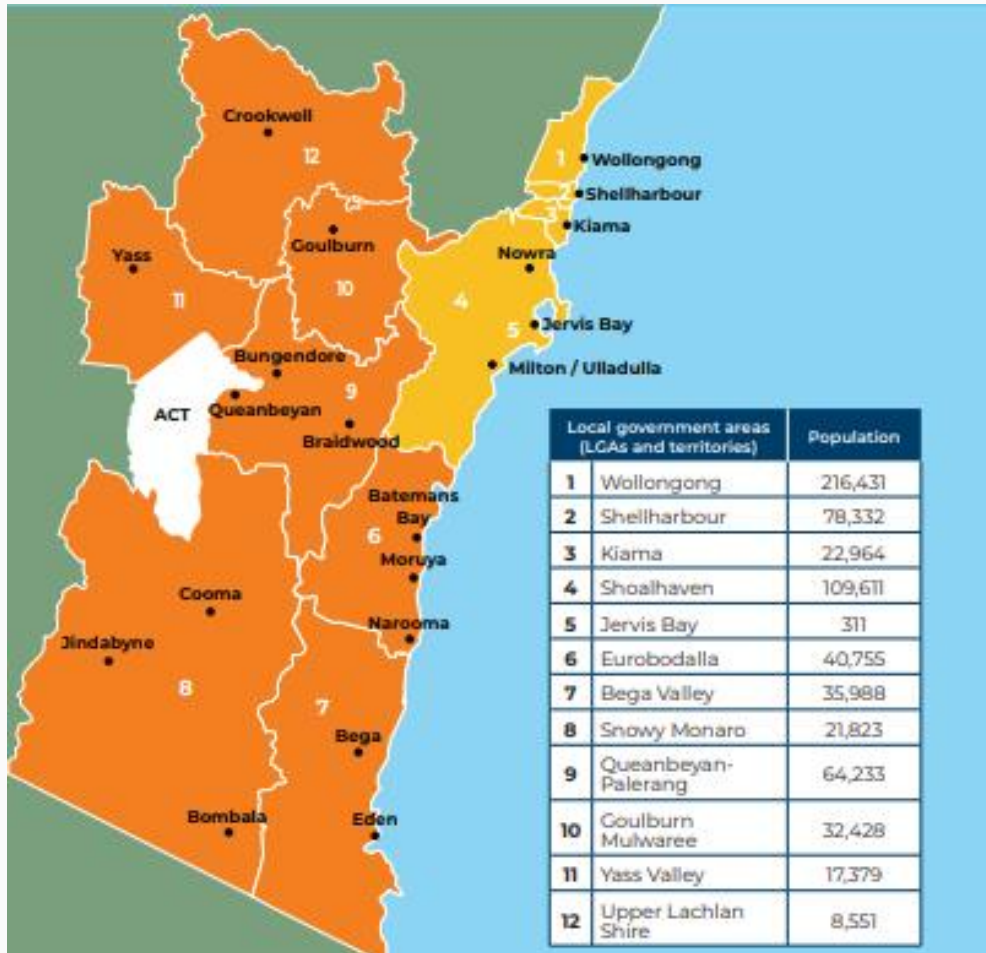 Crookwell
12
1
Wollongong
2
Shellharbour
3
Kiama
Goulburn
Nowra
Yass
10
4
11
5
Jervis Bay
Bungendore
Milton / Ulladulla
9
ACT
Queanbeyan
Braidwood
Batemans
Bay
6
Moruya
Cooma
Narooma
Jindabyne
8
7
Bega
Bombala
Eden
Local government areas
(LGAs and territories)
Population
1 Wollongong 216,431
2 Shellharbour 78,332
3 Kiama 22,964
4 Shoalhaven 109,611
5 Jervis Bay 311
6 Eurobodalla 40,755
7 Bega Valley 35,988
8 Snowy Monaro 21,823
9 Queanbeyan-
Palerang 64,233
10 Goulburn
Mulwaree 32,428
11 Yass Valley 17,379
12 Upper Lachlan
Shire 8,551